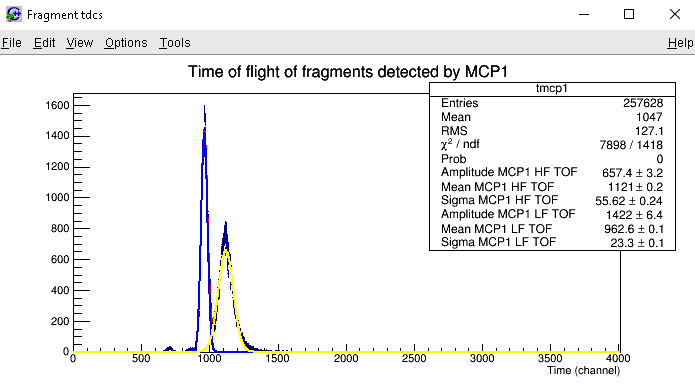 Fragment tdcs
File Edit View Options Tools Help
Time of flight of fragments detected by MCP1
tmcp1
Entries 257628
Mean 1047
RMS 127.1
χ² / ndf 7898 / 1418
Prob 0
Amplitude MCP1 HF TOF 657.4 ± 3.2
Mean MCP1 HF TOF 1121 ± 0.2
Sigma MCP1 HF TOF 55.62 ± 0.24
Amplitude MCP1 LF TOF 1422 ± 6.4
Mean MCP1 LF TOF 962.6 ± 0.1
Sigma MCP1 LF TOF 23.3 ± 0.1
1600
1400
1200
1000
800
600
400
200
0
0 500 1000 1500 2000 2500 3000 3500 4000
Time (channel)